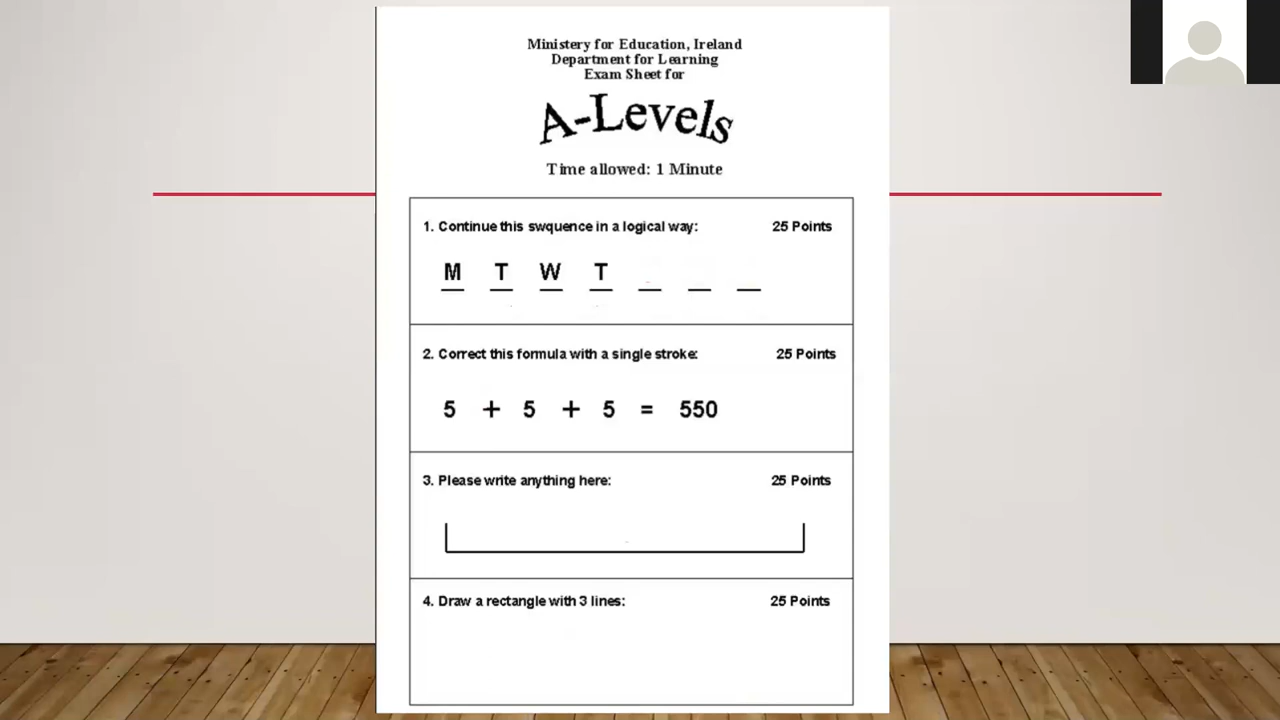 Ministery for Education, Ireland
Department for Learning
Exam Sheet for
A-Levels
Time allowed: 1 Minute
1. Continue this swquence in a logical way: 25 Points
M T W T _ _ _
2. Correct this formula with a single stroke: 25 Points
5 + 5 + 5 = 550
3. Please write anything here: 25 Points
4. Draw a rectangle with 3 lines: 25 Points